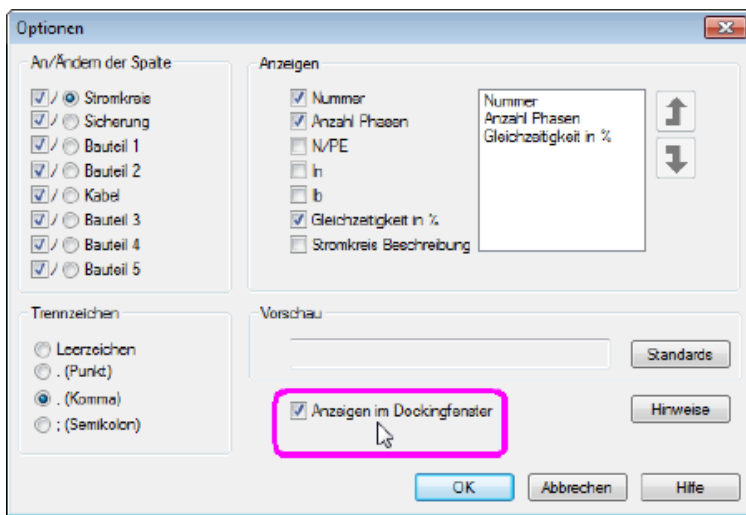 Optionen
An/Ändern der Spalte
/ Stromkreis
/ Sicherung
/ Bauteil 1
/ Bauteil 2
/ Kabel
/ Bauteil 3
/ Bauteil 4
/ Bauteil 5
Anzeigen
Nummer
Anzahl Phasen
N/PE
In
Ib
Gleichzeitigkeit in %
Stromkreis Beschreibung
Nummer
Anzahl Phasen
Gleichzeitigkeit in %
Trennzeichen
Leerzeichen
. (Punkt)
, (Komma)
; (Semikolon)
Vorschau
Standards
Anzeigen im Dockingfenster
Hinweise
OK
Abbrechen
Hilfe